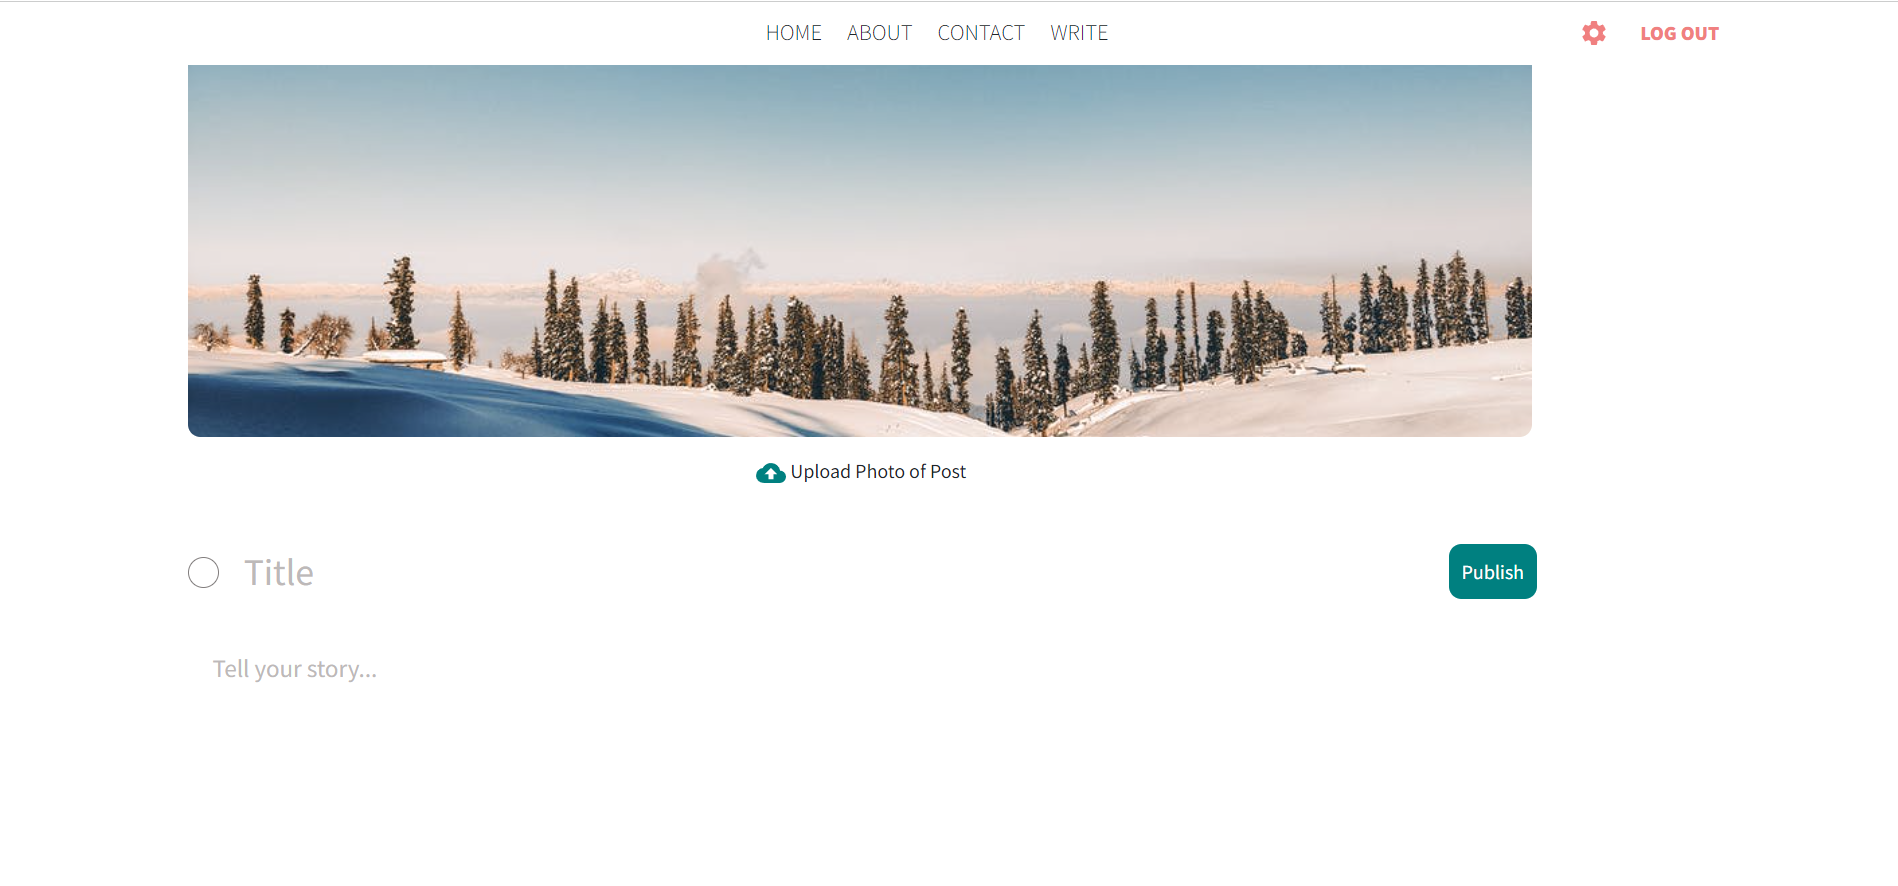 HOME ABOUT CONTACT WRITE LOG OUT
Upload Photo of Post
Title
Publish
Tell your story...